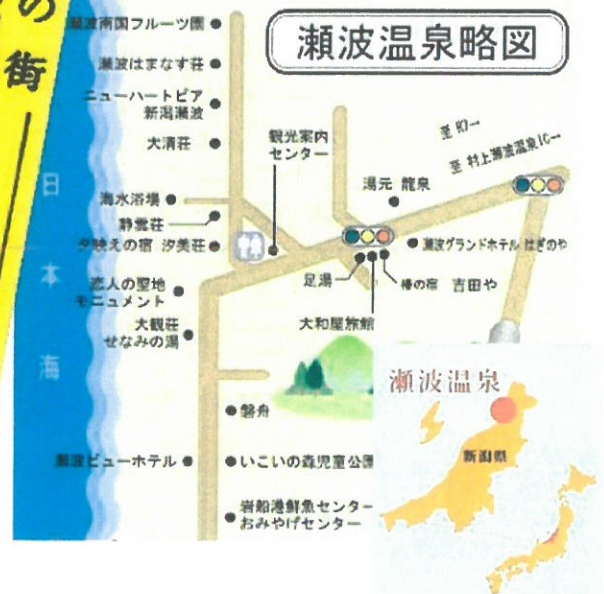 の
街
瀬波温泉略図
瀬波南国フルーツ園
瀬波はまなす荘
ニューハートピア
新潟瀬波
大清荘
観光案内
センター
至 R7→
至 村上瀬波温泉IC→
湯元 龍泉
海水浴場
静雲荘
夕映えの宿 汐美荘
瀬波グランドホテル はぎのや
足湯
椿の宿 吉田や
恋人の聖地
モニュメント
大和屋旅館
大観荘
せなみの湯
日本海
磐舟
瀬波ビューホテル
いこいの森児童公園
岩船港鮮魚センター
おみやげセンター
瀬波温泉
新潟県